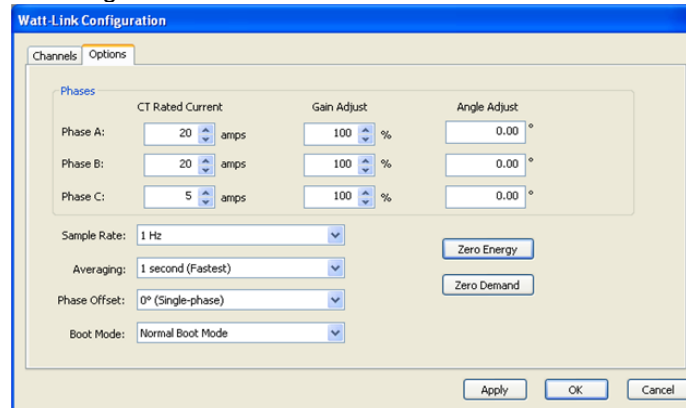 Watt-Link Configuration
Channels Options
Phases
CT Rated Current Gain Adjust Angle Adjust
Phase A: 20 amps 100 % 0.00 °
Phase B: 20 amps 100 % 0.00 °
Phase C: 5 amps 100 % 0.00 °
Sample Rate: 1 Hz
Zero Energy
Averaging: 1 second (Fastest)
Zero Demand
Phase Offset: 0° (Single-phase)
Boot Mode: Normal Boot Mode
Apply OK Cancel